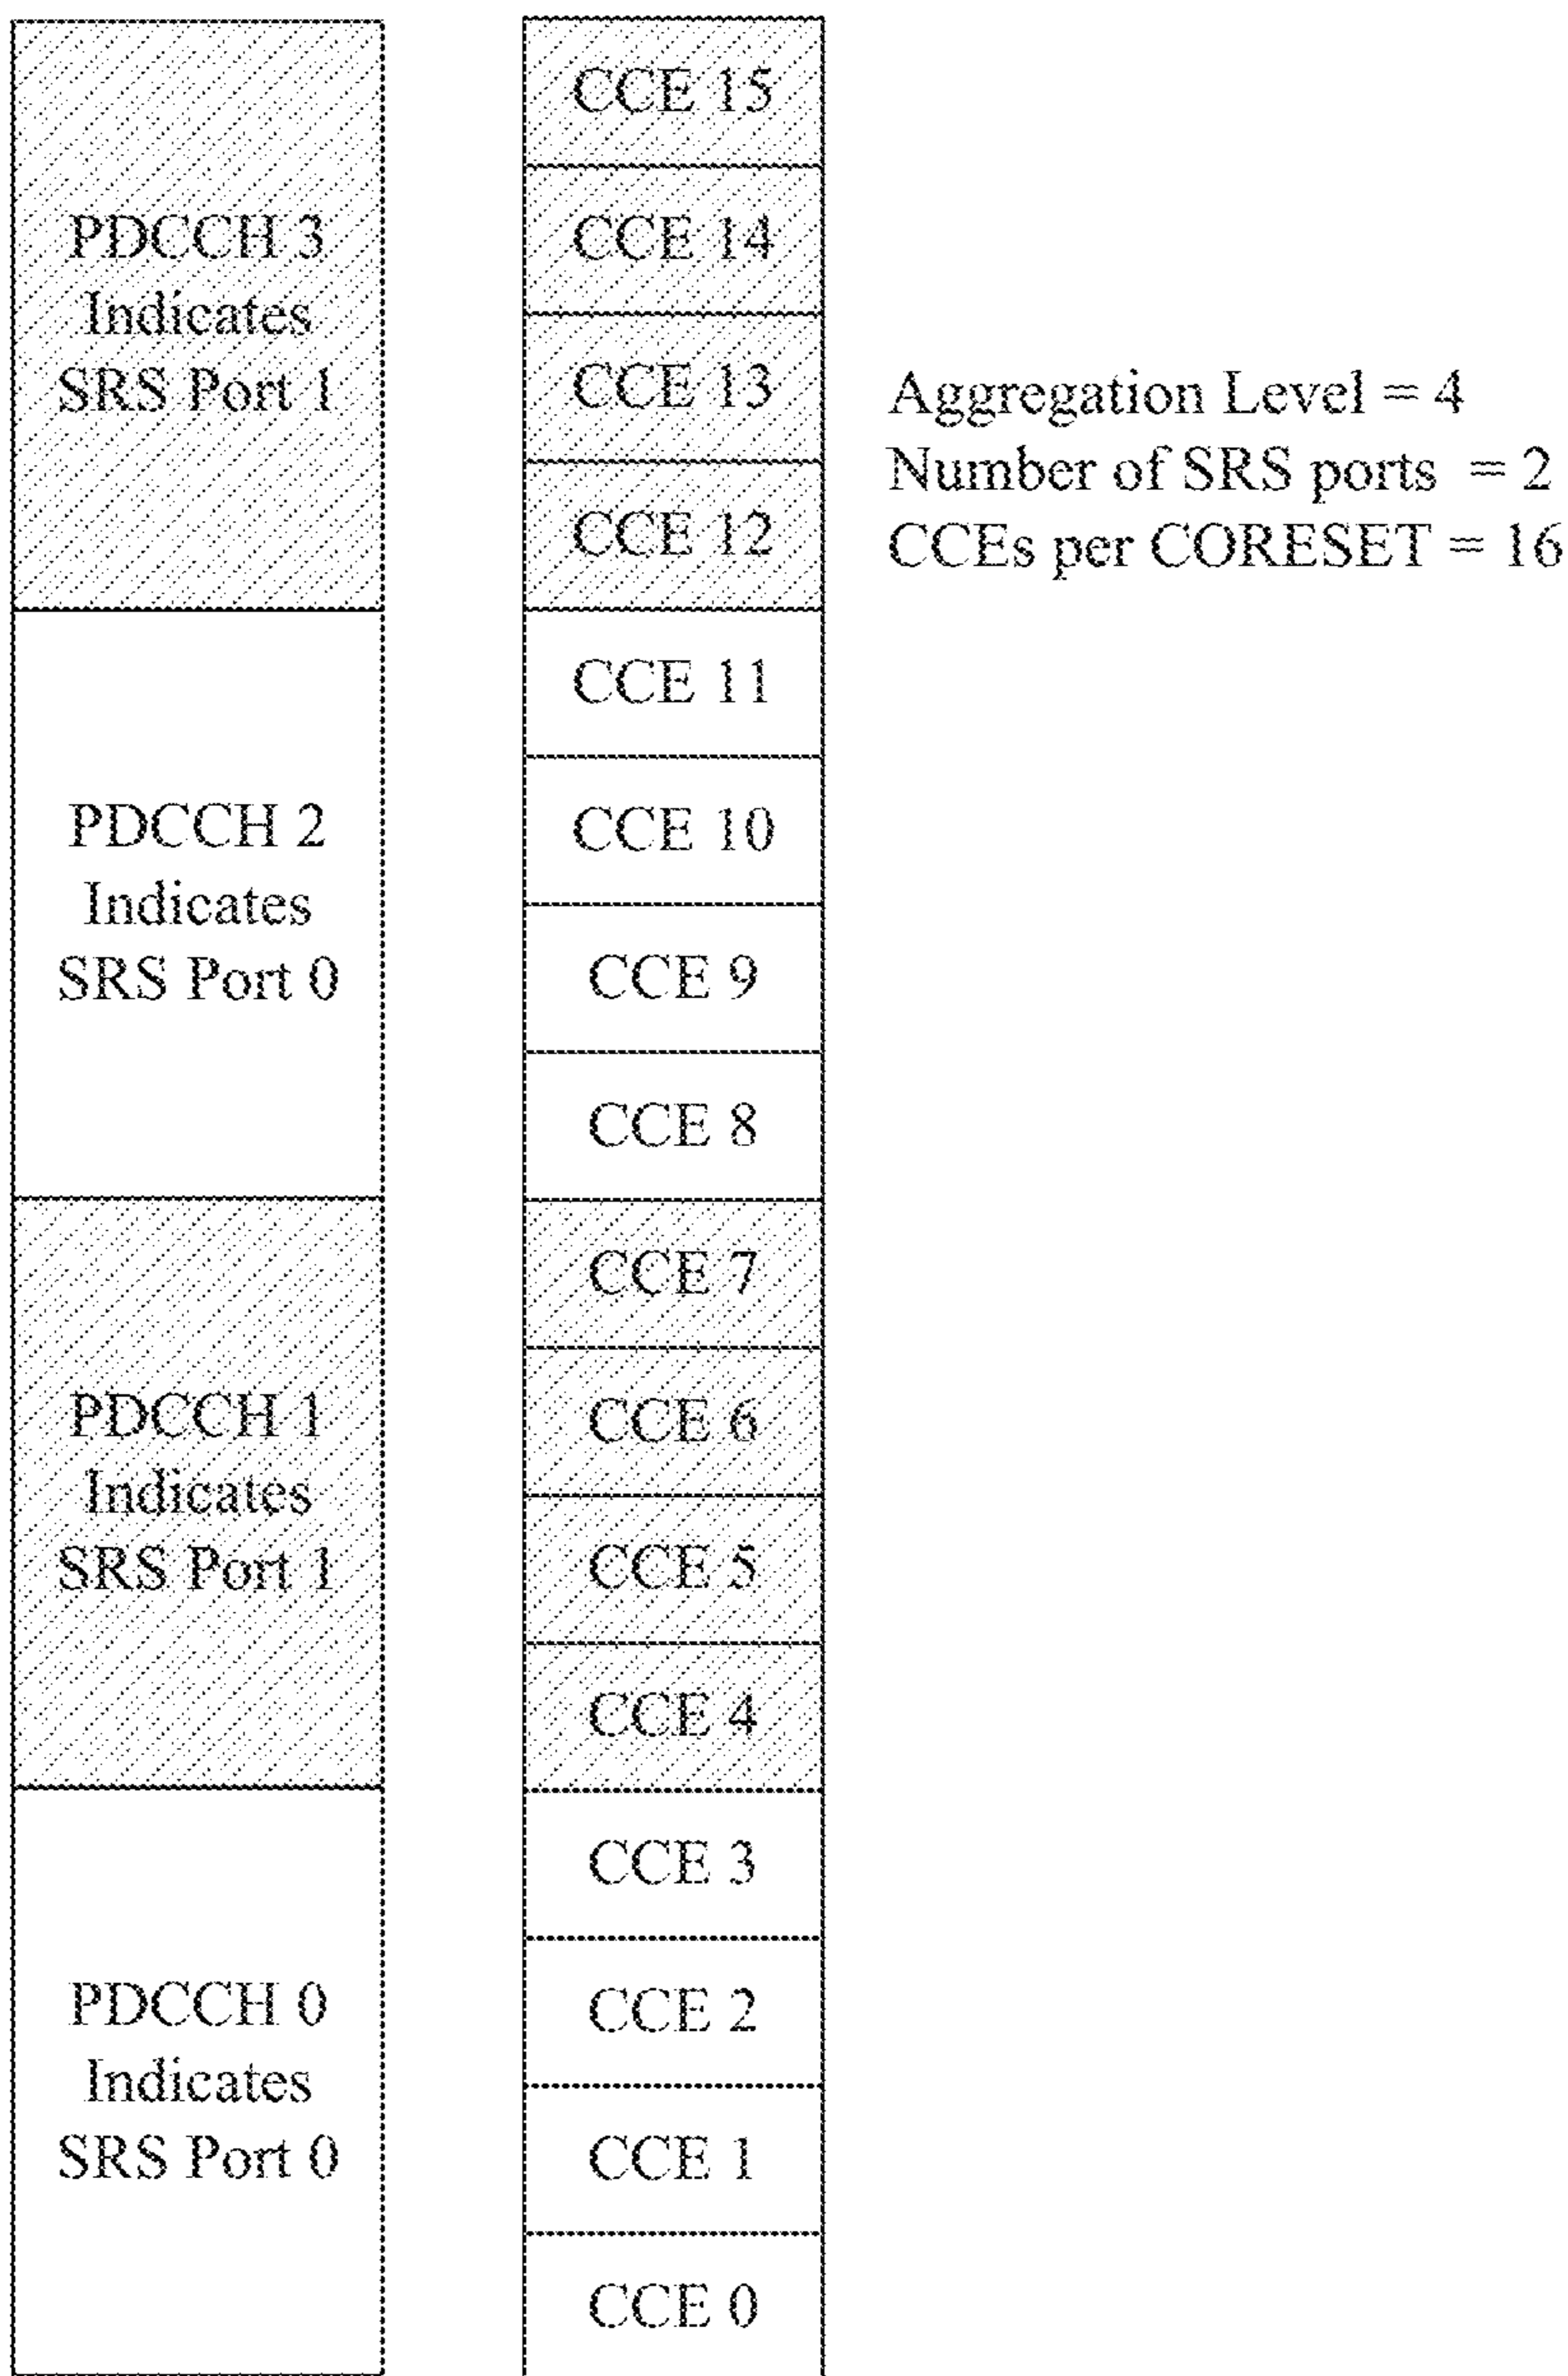 PDCCH 3
Indicates
SRS Port 1
PDCCH 2
Indicates
SRS Port 0
PDCCH 1
Indicates
SRS Port 1
PDCCH 0
Indicates
SRS Port 0
CCE 15
CCE 14
CCE 13
CCE 12
CCE 11
CCE 10
CCE 9
CCE 8
CCE 7
CCE 6
CCE 5
CCE 4
CCE 3
CCE 2
CCE 1
CCE 0
Aggregation Level = 4
Number of SRS ports = 2
CCEs per CORESET = 16